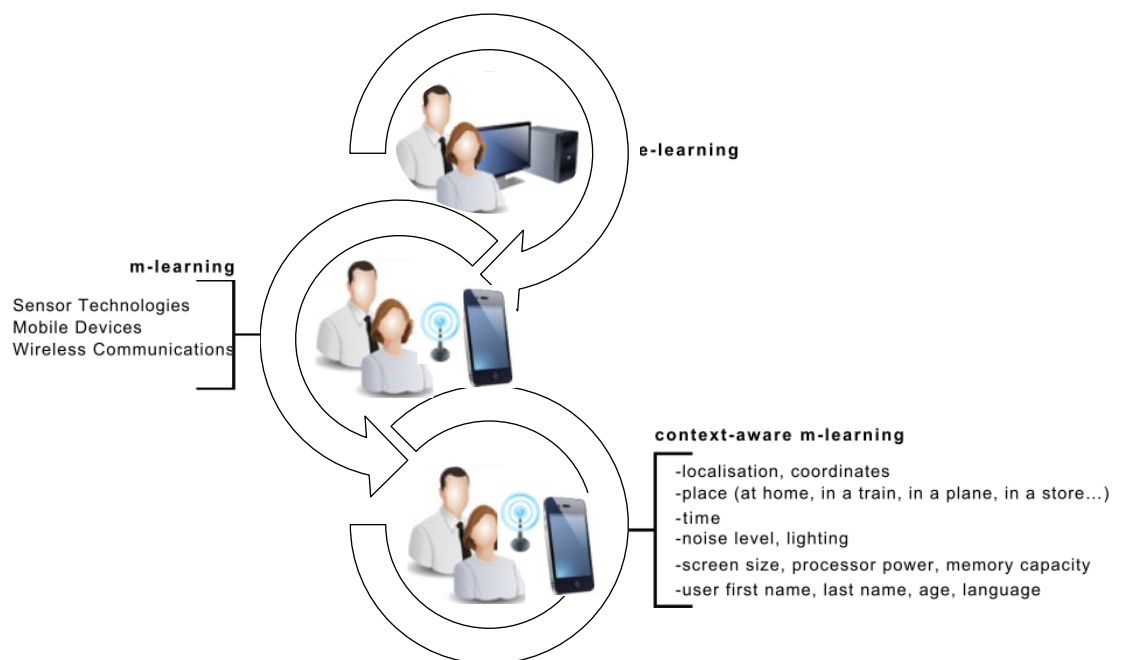 e-learning
m-learning
Sensor Technologies
Mobile Devices
Wireless Communications
context-aware m-learning
-localisation, coordinates
-place (at home, in a train, in a plane, in a store...)
-time
-noise level, lighting
-screen size, processor power, memory capacity
-user first name, last name, age, language